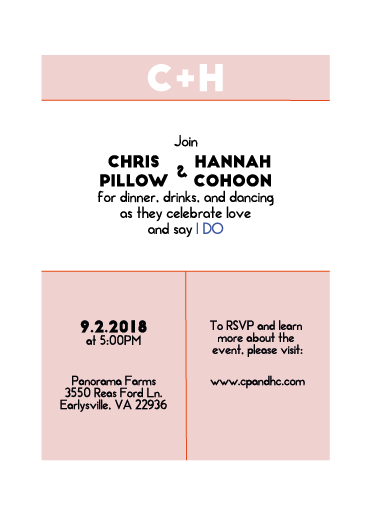 C+H
Join
CHRIS PILLOW & HANNAH COHOON
for dinner, drinks, and dancing
as they celebrate love
and say I DO
9.2.2018
at 5:00PM
Panorama Farms
3550 Reas Ford Ln.
Earlysville, VA 22936
To RSVP and learn
more about the
event, please visit:
www.cpandhc.com